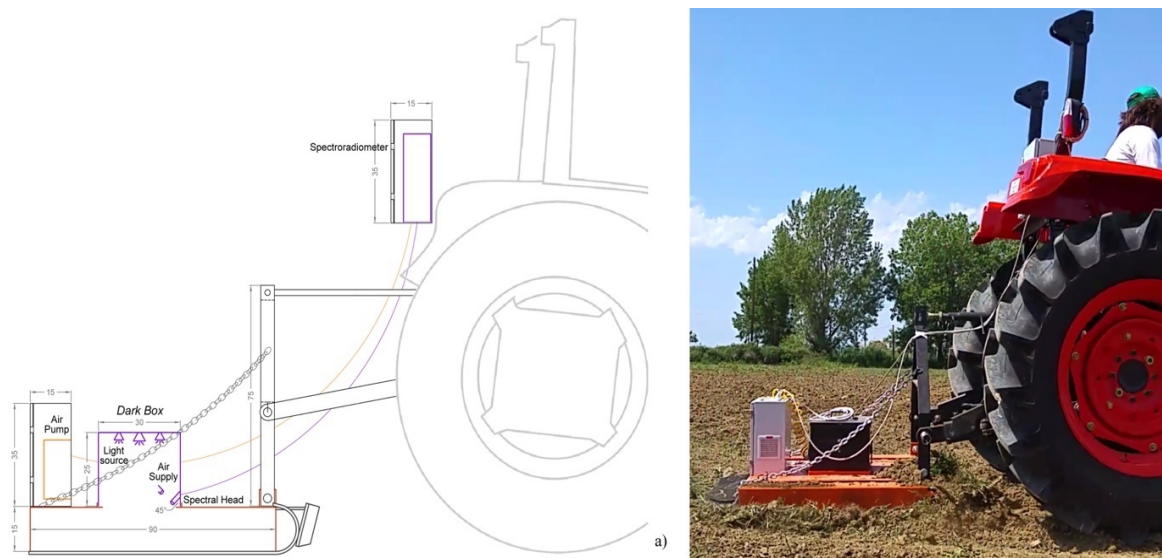 15
Spectroradiometer
35
15
Air
Pump
35
Dark Box
30
Light
source
25
Air
Supply
Spectral Head
45°
75
15
90
a)